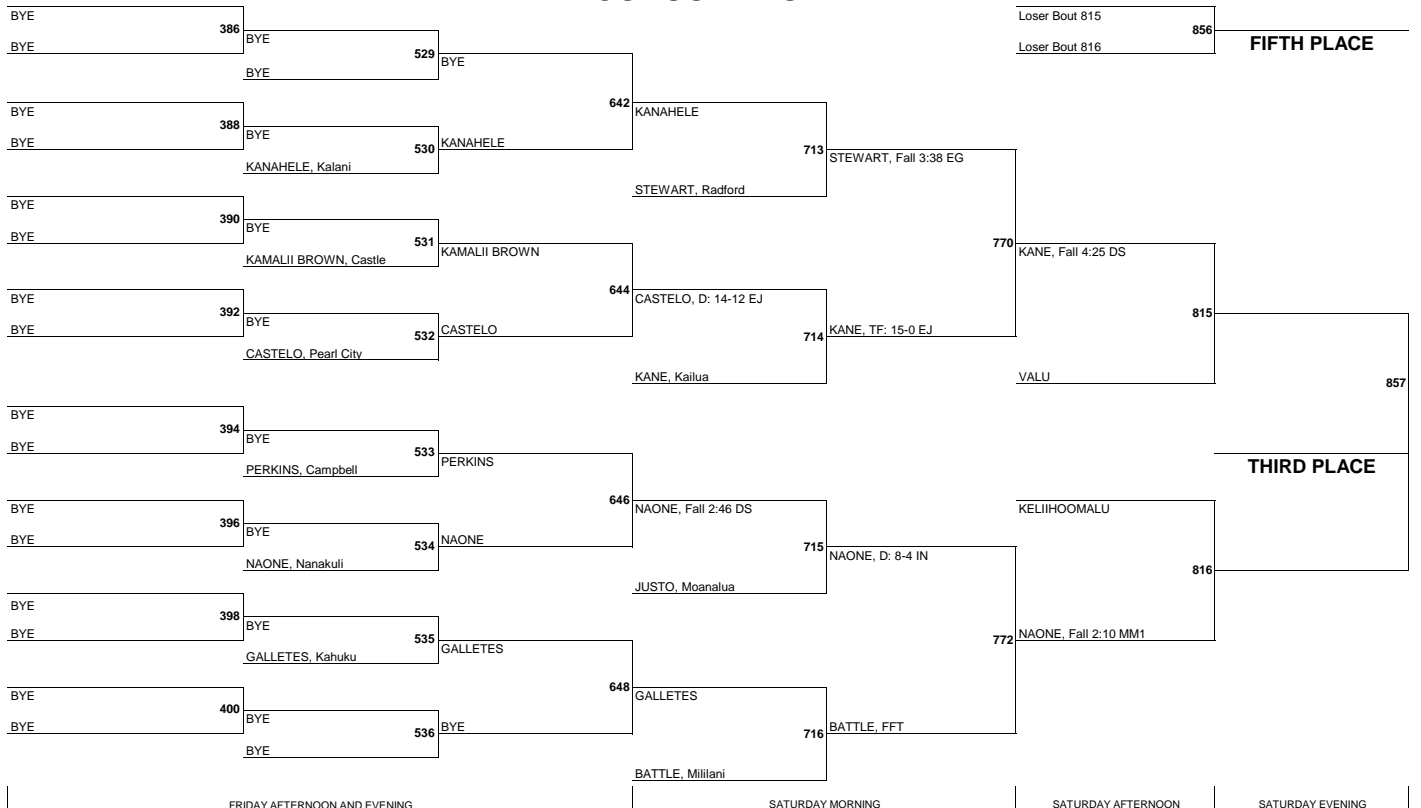 BYE
386
BYE
BYE
529
BYE
BYE
642
KANAHELE
BYE
388
BYE
BYE
530
KANAHELE
KANAHELE, Kalani
713
STEWART, Fall 3:38 EG
STEWART, Radford
BYE
390
BYE
BYE
531
KAMALII BROWN
KAMALII BROWN, Castle
770
KANE, Fall 4:25 DS
644
CASTELO, D: 14-12 EJ
BYE
392
BYE
BYE
532
CASTELO
CASTELO, Pearl City
714
KANE, TF: 15-0 EJ
KANE, Kailua
815
VALU
857
BYE
394
BYE
BYE
533
PERKINS
PERKINS, Campbell
646
NAONE, Fall 2:46 DS
BYE
396
BYE
BYE
534
NAONE
NAONE, Nanakuli
715
NAONE, D: 8-4 IN
JUSTO, Moanalua
KELIIHOOMALU
816
BYE
398
BYE
BYE
535
GALLETES
GALLETES, Kahuku
772
NAONE, Fall 2:10 MM1
648
GALLETES
BYE
400
BYE
BYE
536
BYE
BYE
716
BATTLE, FFT
BATTLE, Mililani
Loser Bout 815
856
Loser Bout 816
FIFTH PLACE
THIRD PLACE
FRIDAY AFTERNOON AND EVENING
SATURDAY MORNING
SATURDAY AFTERNOON
SATURDAY EVENING